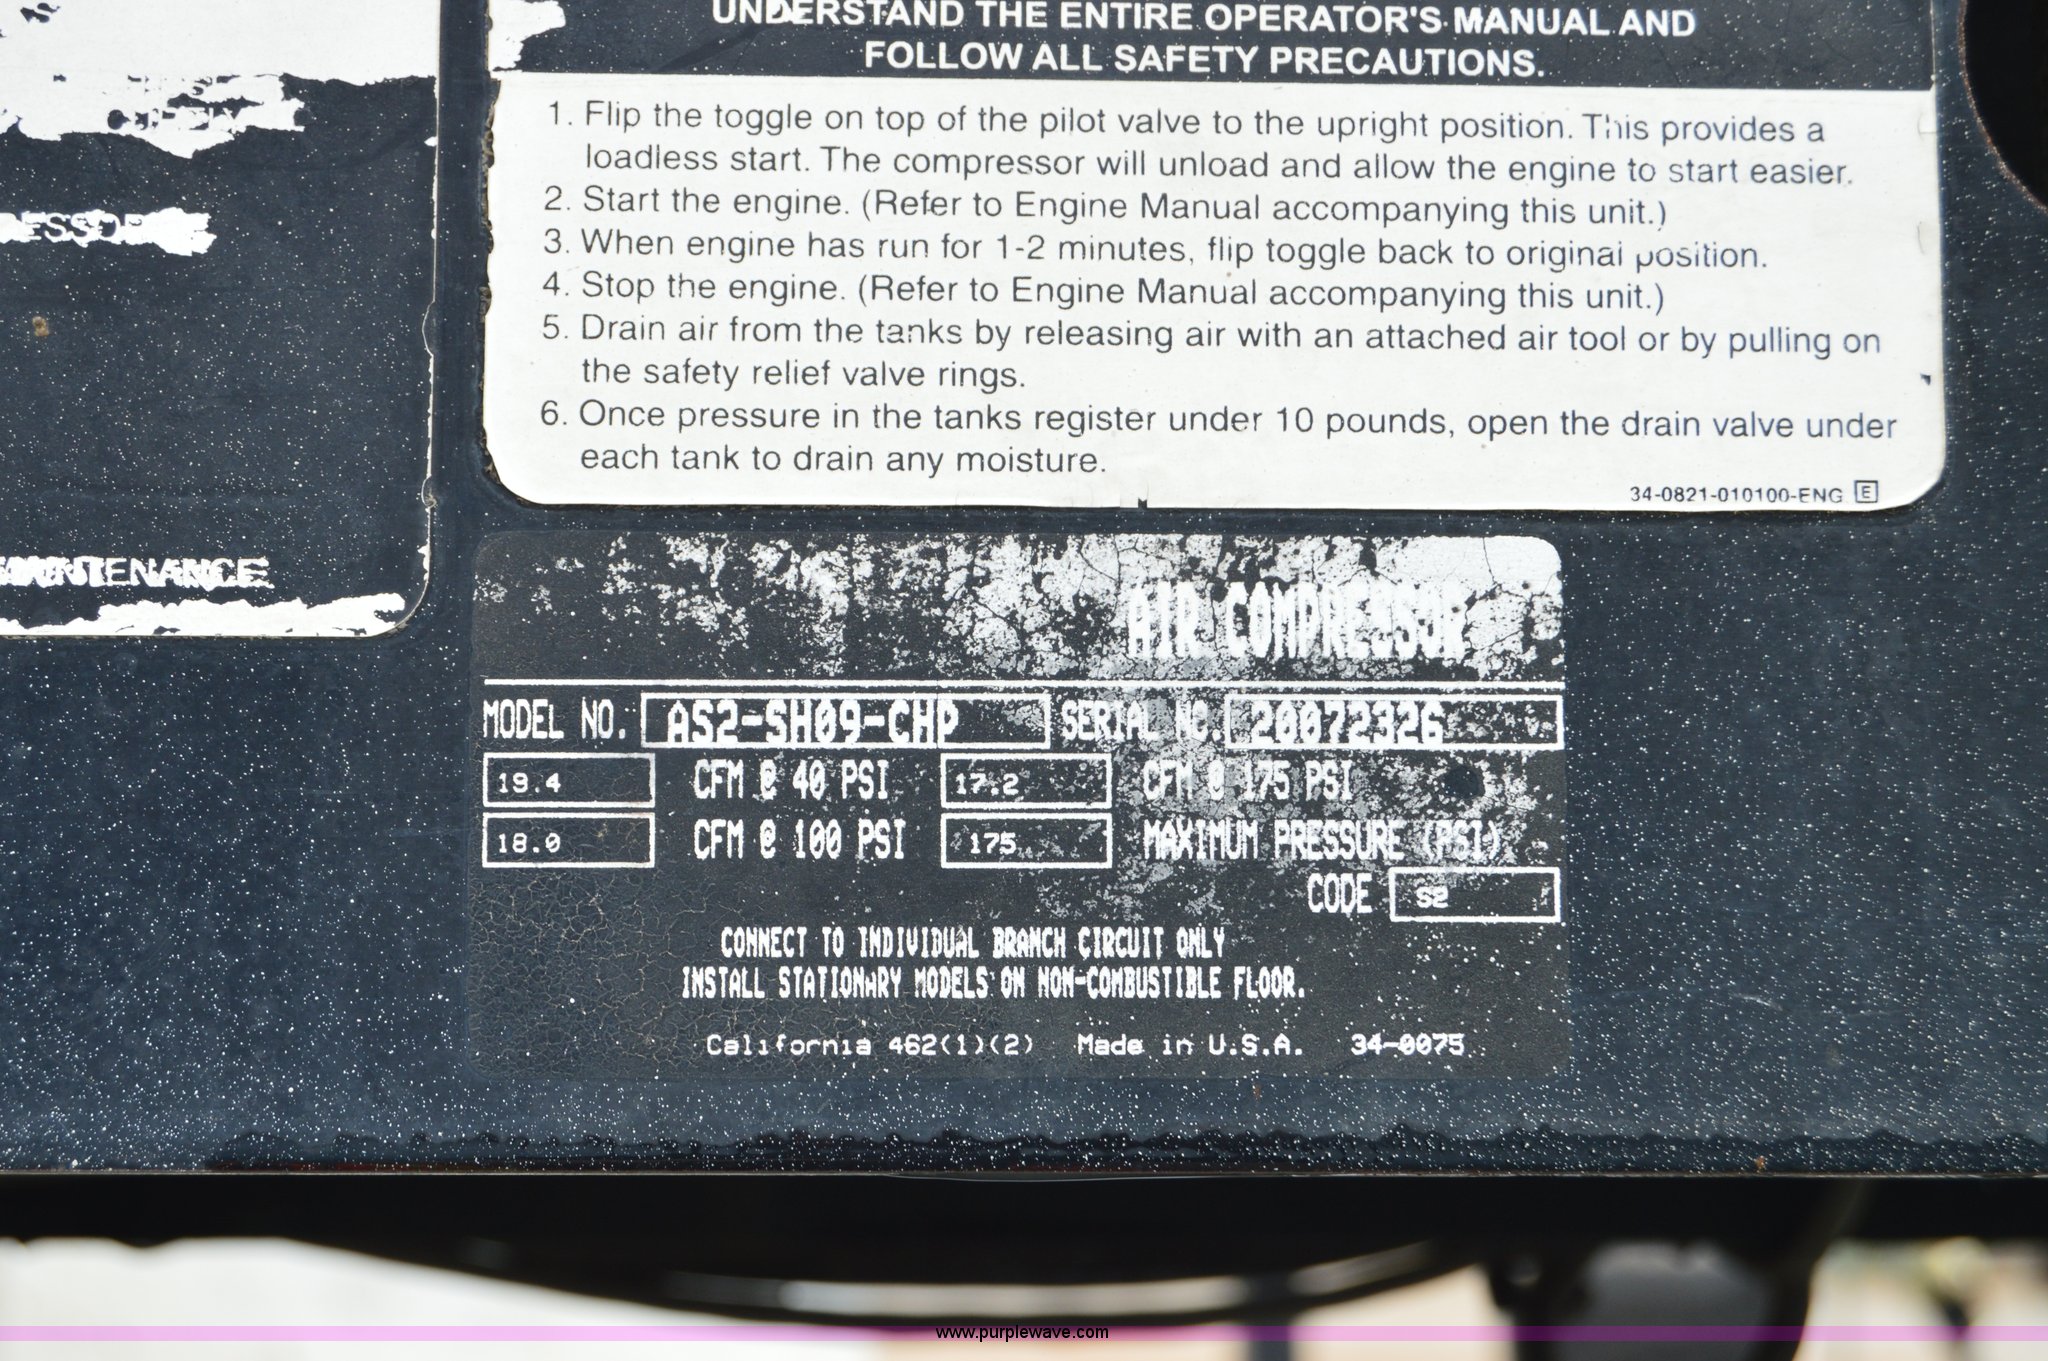 UNDERSTAND THE ENTIRE OPERATOR'S MANUAL AND
FOLLOW ALL SAFETY PRECAUTIONS.
1. Flip the toggle on top of the pilot valve to the upright position. This provides a
loadless start. The compressor will unload and allow the engine to start easier.
2. Start the engine. (Refer to Engine Manual accompanying this unit.)
3. When engine has run for 1-2 minutes, flip toggle back to original position.
4. Stop the engine. (Refer to Engine Manual accompanying this unit.)
5. Drain air from the tanks by releasing air with an attached air tool or by pulling on
the safety relief valve rings.
6. Once pressure in the tanks register under 10 pounds, open the drain valve under
each tank to drain any moisture.
34-0821-010100-ENG E
MAINTENANCE
AIR COMPRESSOR
MODEL NO. AS2-SH09-CHP SERIAL NO. 20072326
19.4 CFM @ 40 PSI 17.2 CFM @ 175 PSI
18.0 CFM @ 100 PSI 175 MAXIMUM PRESSURE (PSI)
CODE S2
CONNECT TO INDIVIDUAL BRANCH CIRCUIT ONLY
INSTALL STATIONARY MODELS ON NON-COMBUSTIBLE FLOOR.
California 462(1)(2) Made in U.S.A. 34-0075
www.purplewave.com